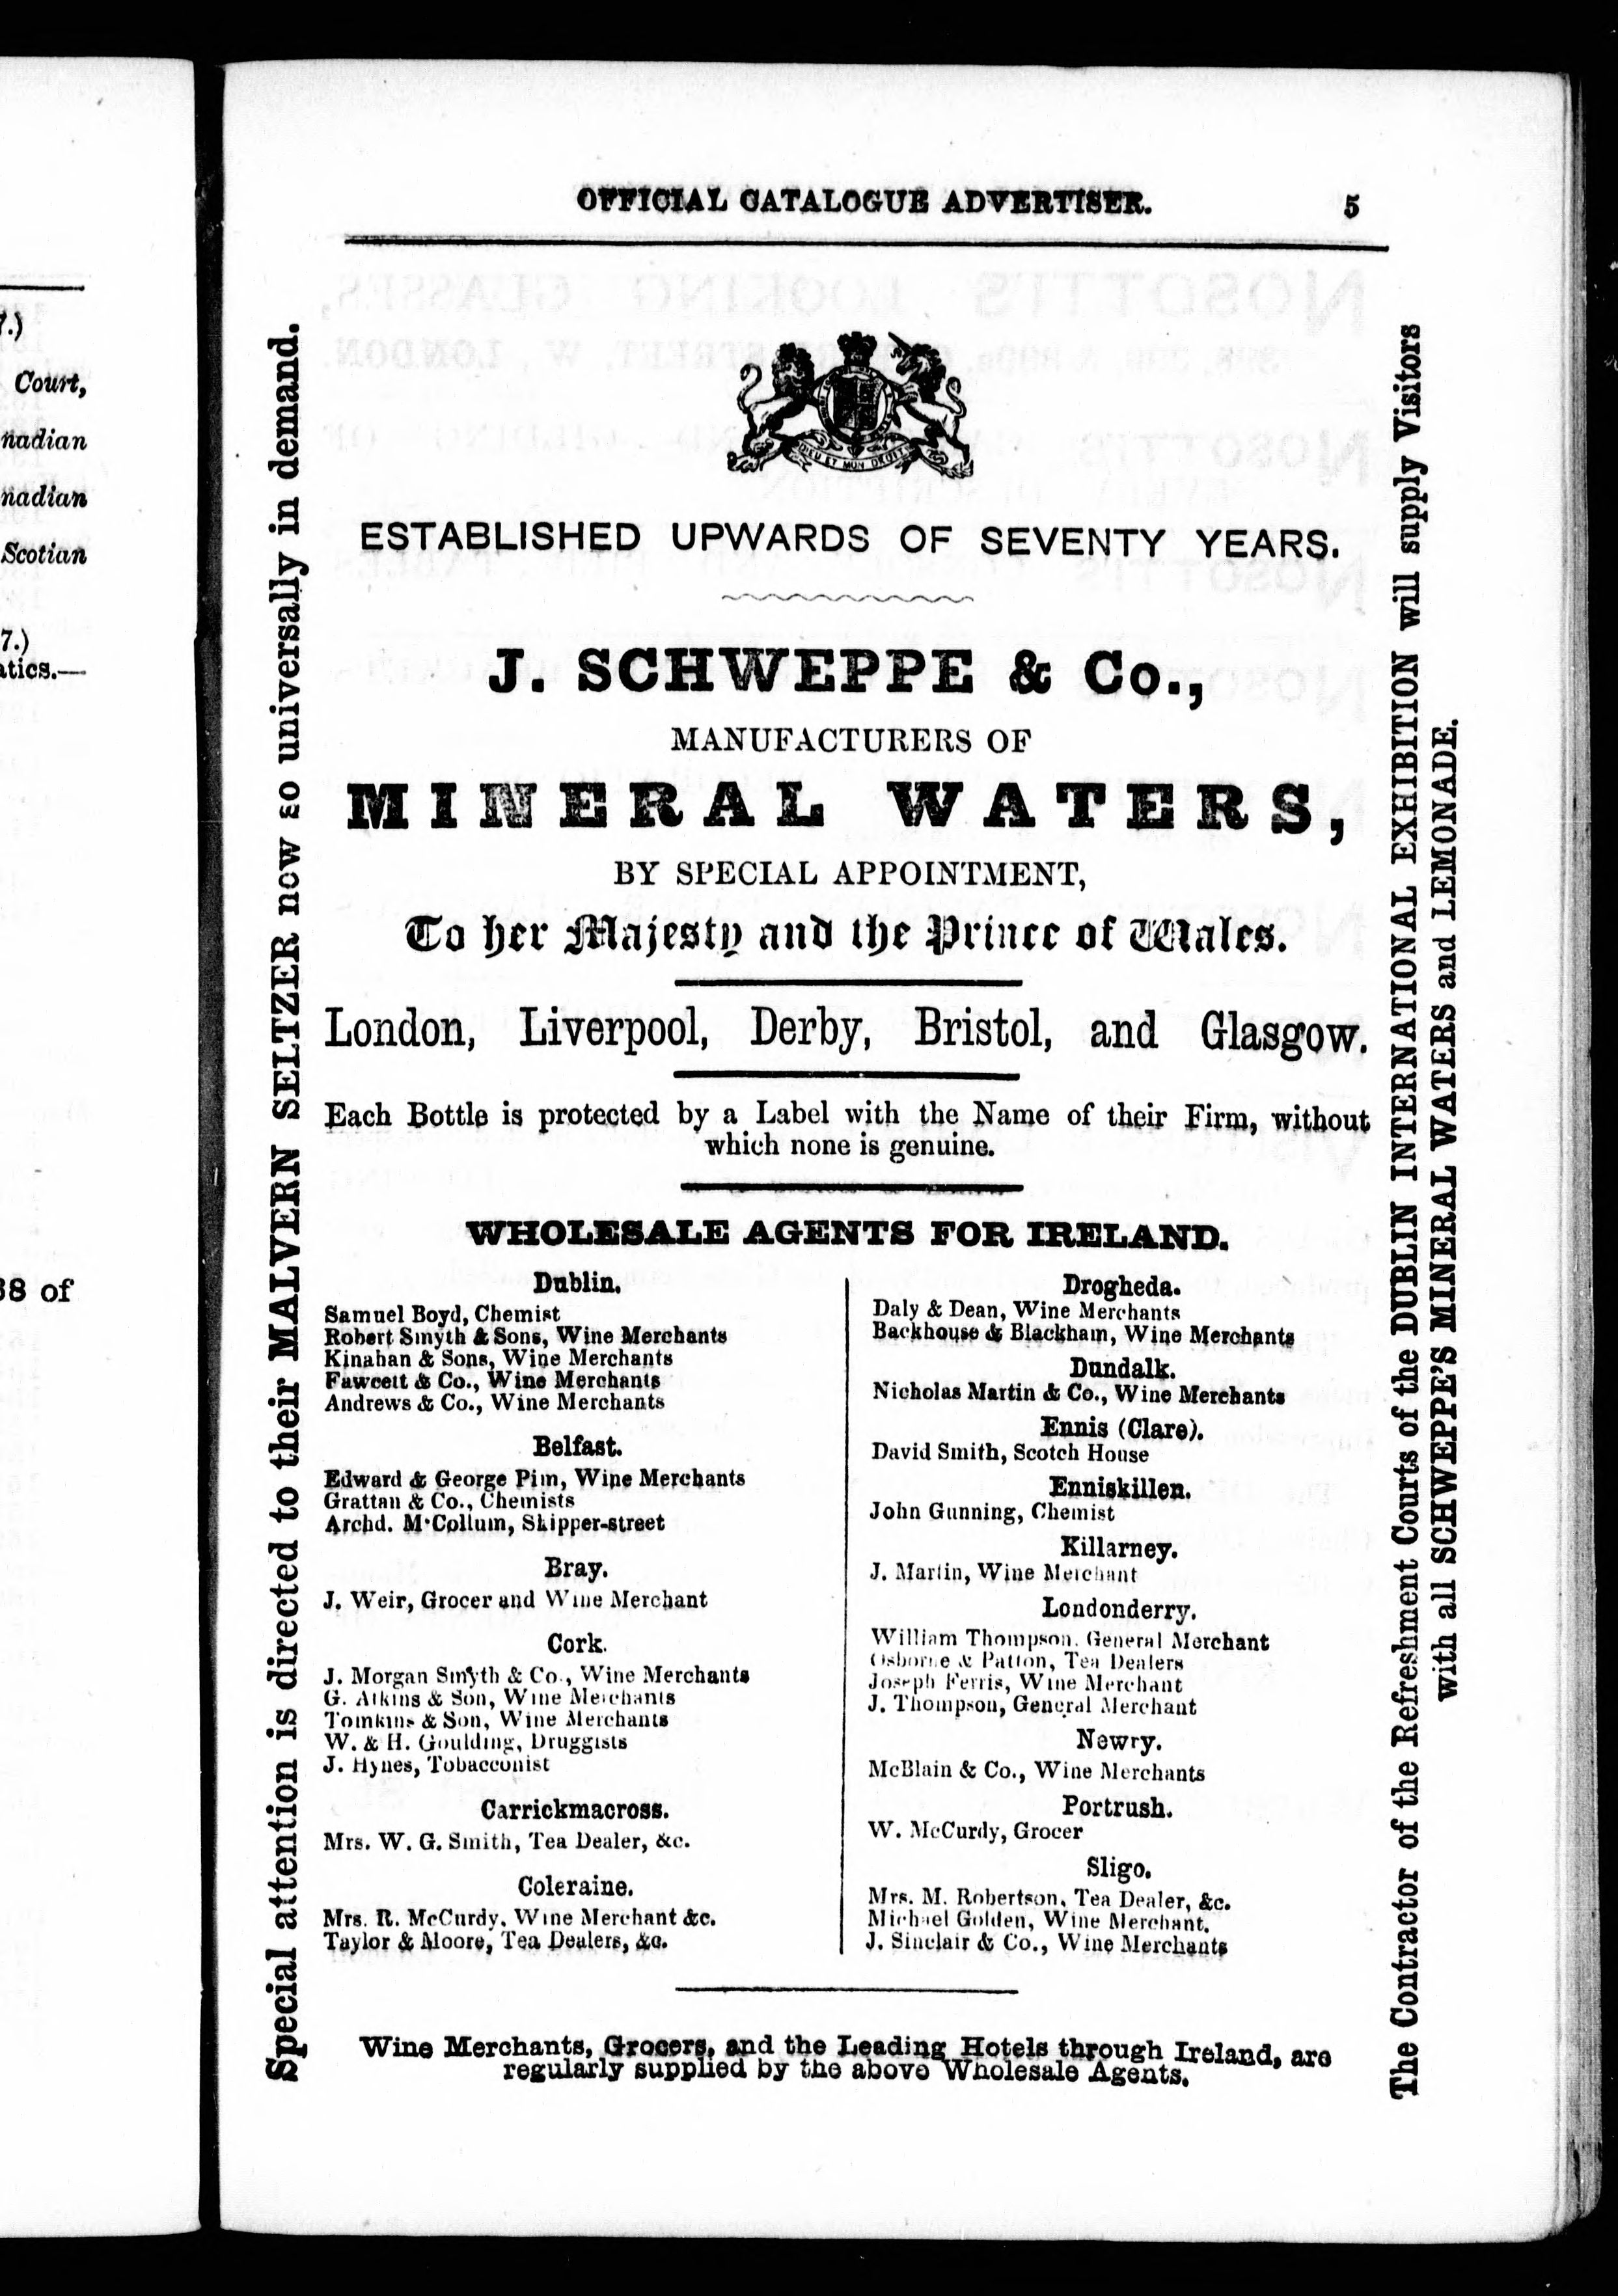 7.)
Court,
nadian
nadian
Scotian
7.)
atics.—
38 of
OFFICIAL CATALOGUE ADVERTISER. 5
Special attention is directed to their MALVERN SELTZER now so universally in demand.
DIEU ET MON DROIT
ESTABLISHED UPWARDS OF SEVENTY YEARS.
J. SCHWEPPE & Co.,
MANUFACTURERS OF
MINERAL WATERS,
BY SPECIAL APPOINTMENT,
To her Majesty and the Prince of Wales.
London, Liverpool, Derby, Bristol, and Glasgow.
Each Bottle is protected by a Label with the Name of their Firm, without
which none is genuine.
WHOLESALE AGENTS FOR IRELAND.
Dublin.
Samuel Boyd, Chemist
Robert Smyth & Sons, Wine Merchants
Kinahan & Sons, Wine Merchants
Fawcett & Co., Wine Merchants
Andrews & Co., Wine Merchants
Belfast.
Edward & George Pim, Wine Merchants
Grattan & Co., Chemists
Archd. M'Collum, Skipper-street
Bray.
J. Weir, Grocer and Wine Merchant
Cork.
J. Morgan Smyth & Co., Wine Merchants
G. Atkins & Son, Wine Merchants
Tomkins & Son, Wine Merchants
W. & H. Goulding, Druggists
J. Hynes, Tobacconist
Carrickmacross.
Mrs. W. G. Smith, Tea Dealer, &c.
Coleraine.
Mrs. R. McCurdy, Wine Merchant &c.
Taylor & Moore, Tea Dealers, &c.
Drogheda.
Daly & Dean, Wine Merchants
Backhouse & Blackham, Wine Merchants
Dundalk.
Nicholas Martin & Co., Wine Merchants
Ennis (Clare).
David Smith, Scotch House
Enniskillen.
John Gunning, Chemist
Killarney.
J. Martin, Wine Merchant
Londonderry.
William Thompson, General Merchant
Osborne & Patton, Tea Dealers
Joseph Ferris, Wine Merchant
J. Thompson, General Merchant
Newry.
McBlain & Co., Wine Merchants
Portrush.
W. McCurdy, Grocer
Sligo.
Mrs. M. Robertson, Tea Dealer, &c.
Michael Golden, Wine Merchant.
J. Sinclair & Co., Wine Merchants
Wine Merchants, Grocers, and the Leading Hotels through Ireland, are
regularly supplied by the above Wholesale Agents.
The Contractor of the Refreshment Courts of the DUBLIN INTERNATIONAL EXHIBITION will supply Visitors
with all SCHWEPPE'S MINERAL WATERS and LEMONADE.